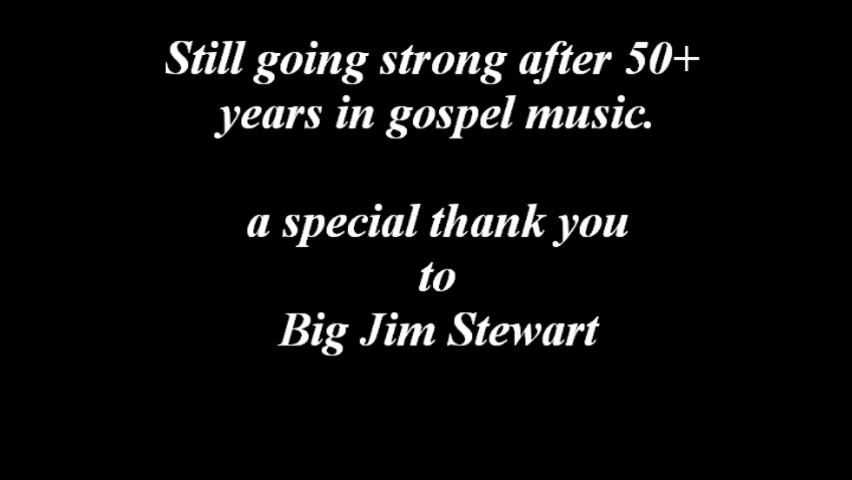 Still going strong after 50+
years in gospel music.
a special thank you
to
Big Jim Stewart